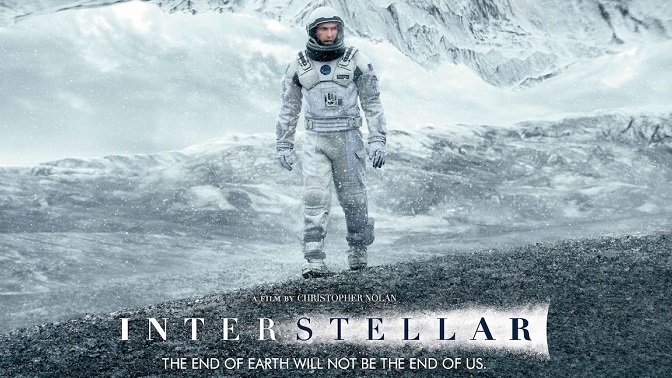 A FILM BY CHRISTOPHER NOLAN
INTERSTELLAR
THE END OF EARTH WILL NOT BE THE END OF US.